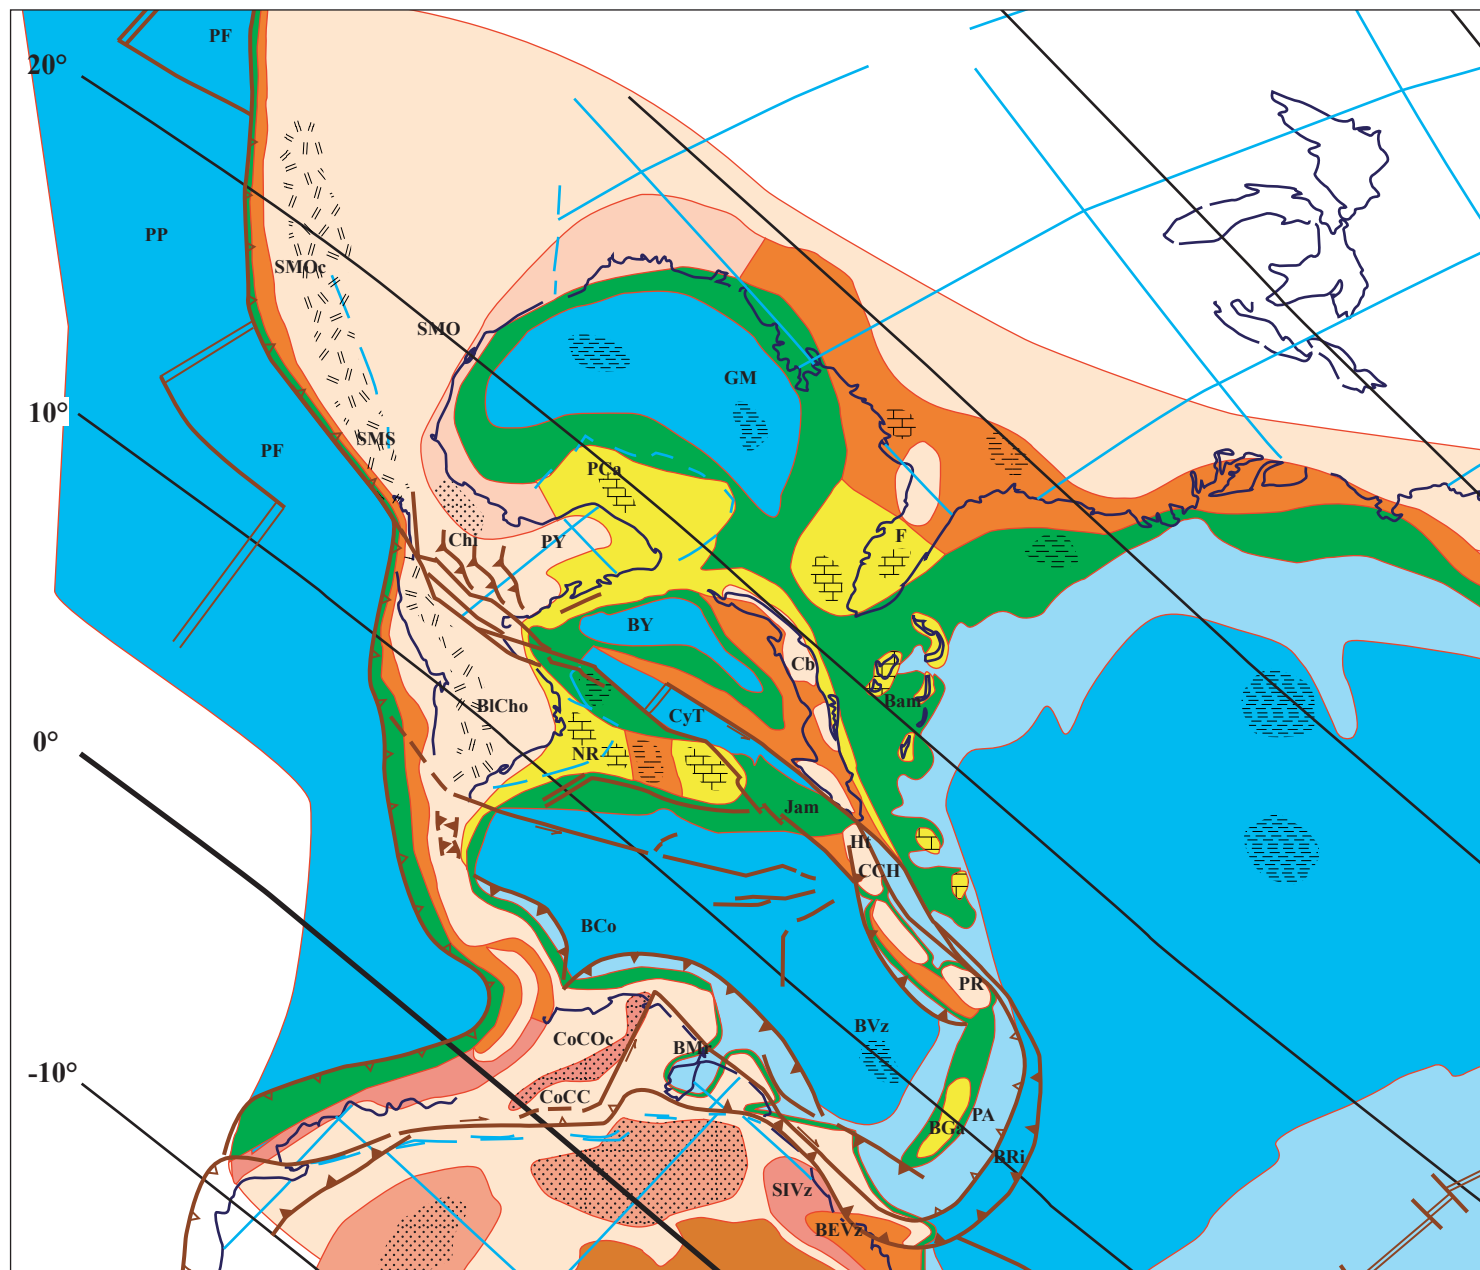 PF
20°
PP
SMOc
SMO
GM
10°
SMS
PF
PCa
Chi
PY
F
BY
Cb
BlCho
CyT
Bam
0°
NR
Jam
Ht
CCH
BCo
PR
BVz
CoCOc
BMr
-10°
CoCC
PA
BGa
BRi
SIVz
BEVz